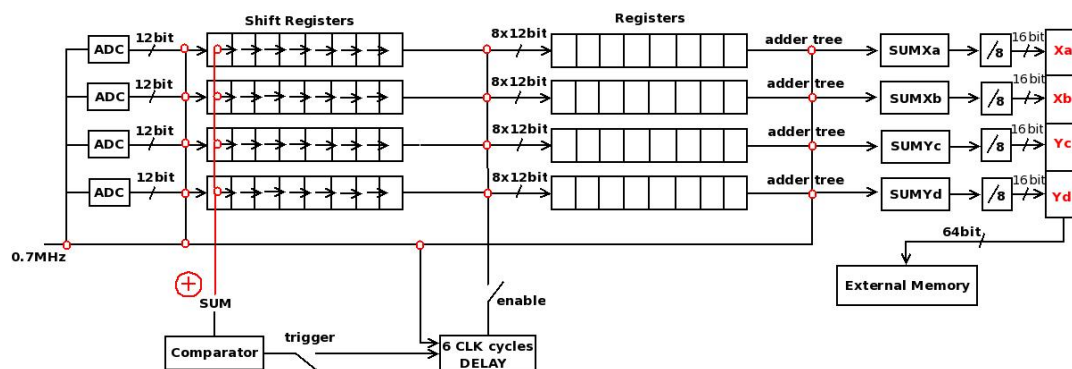 Shift Registers
Registers
ADC 12bit 8x12bit adder tree SUMXa /8 16bit Xa
ADC 12bit 8x12bit adder tree SUMXb /8 16bit Xb
ADC 12bit 8x12bit adder tree SUMYc /8 16bit Yc
ADC 12bit 8x12bit adder tree SUMYd /8 16bit Yd
0.7MHz
64bit
External Memory
+
SUM
enable
Comparator
trigger
6 CLK cycles
DELAY